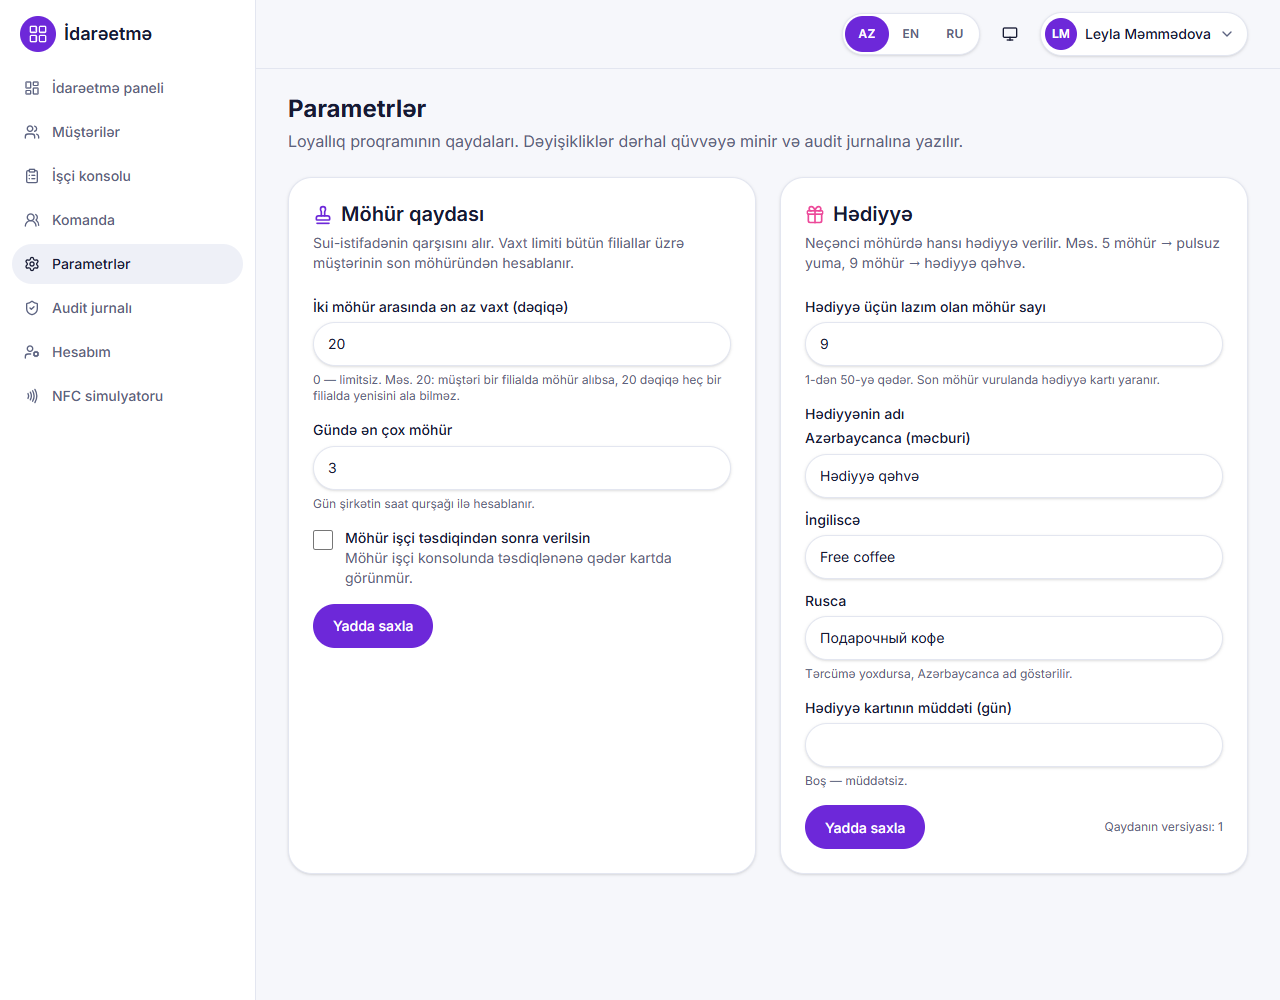 İdarəetmə
İdarəetmə paneli
Müştərilər
İşçi konsolu
Komanda
Parametrlər
Audit jurnalı
Hesabım
NFC simulyatoru
AZ EN RU
LM Leyla Məmmədova
Parametrlər
Loyallıq proqramının qaydaları. Dəyişikliklər dərhal qüvvəyə minir və audit jurnalına yazılır.
Möhür qaydası
Sui-istifadənin qarşısını alır. Vaxt limiti bütün filiallar üzrə
müştərinin son möhüründən hesablanır.
İki möhür arasında ən az vaxt (dəqiqə)
20
0 — limitsiz. Məs. 20: müştəri bir filialda möhür alıbsa, 20 dəqiqə heç bir
filialda yenisini ala bilməz.
Gündə ən çox möhür
3
Gün şirkətin saat qurşağı ilə hesablanır.
Möhür işçi təsdiqindən sonra verilsin
Möhür işçi konsolunda təsdiqlənənə qədər kartda
görünmür.
Yadda saxla
Hədiyyə
Neçənci möhürdə hansı hədiyyə verilir. Məs. 5 möhür → pulsuz
yuma, 9 möhür → hədiyyə qəhvə.
Hədiyyə üçün lazım olan möhür sayı
9
1-dən 50-yə qədər. Son möhür vurulanda hədiyyə kartı yaranır.
Hədiyyənin adı
Azərbaycanca (məcburi)
Hədiyyə qəhvə
İngiliscə
Free coffee
Rusca
Подарочный кофе
Tərcümə yoxdursa, Azərbaycanca ad göstərilir.
Hədiyyə kartının müddəti (gün)
Boş — müddətsiz.
Yadda saxla
Qaydanın versiyası: 1